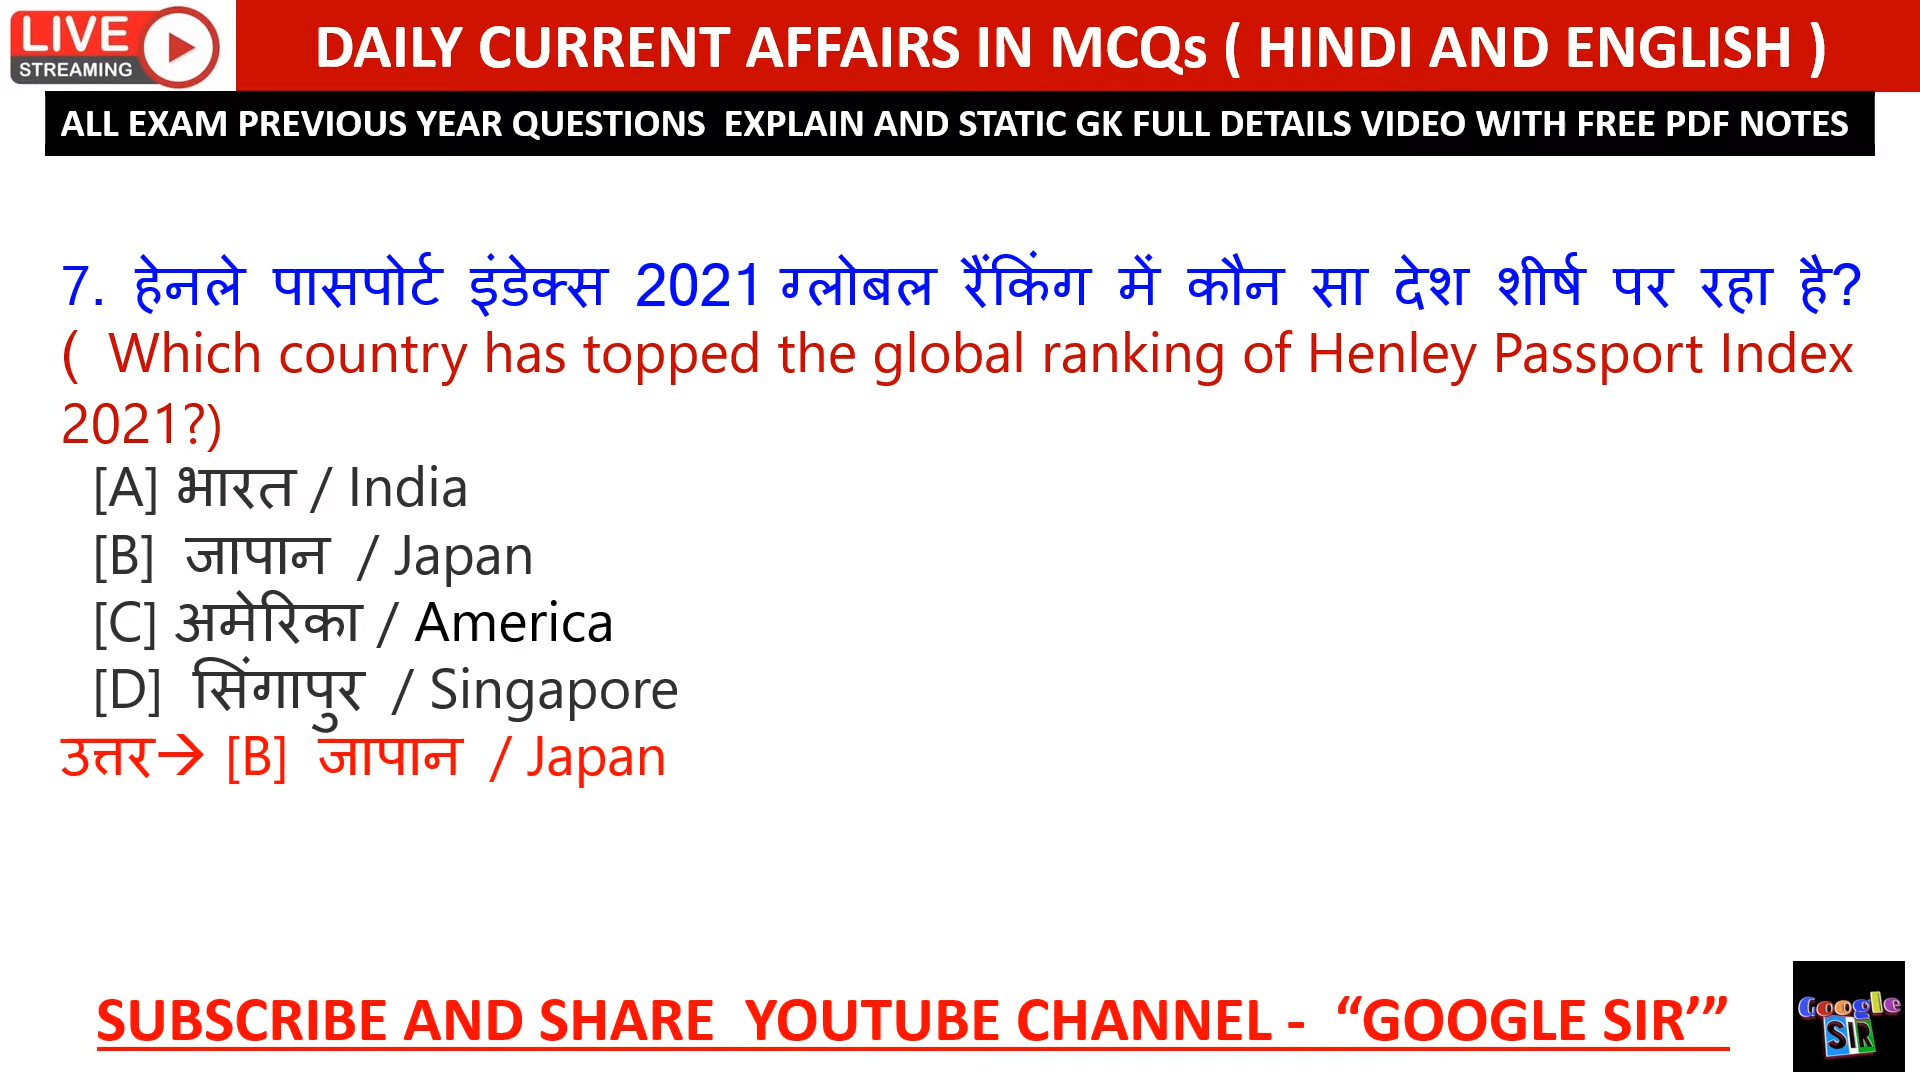 LIVE
STREAMING
DAILY CURRENT AFFAIRS IN MCQs ( HINDI AND ENGLISH )
ALL EXAM PREVIOUS YEAR QUESTIONS EXPLAIN AND STATIC GK FULL DETAILS VIDEO WITH FREE PDF NOTES
7. हेनले पासपोर्ट इंडेक्स 2021 ग्लोबल रैंकिंग में कौन सा देश शीर्ष पर रहा है?
( Which country has topped the global ranking of Henley Passport Index
2021?)
[A] भारत / India
[B] जापान / Japan
[C] अमेरिका / America
[D] सिंगापुर / Singapore
उत्तर→ [B] जापान / Japan
SUBSCRIBE AND SHARE YOUTUBE CHANNEL - “GOOGLE SIR’”
Google
SIR